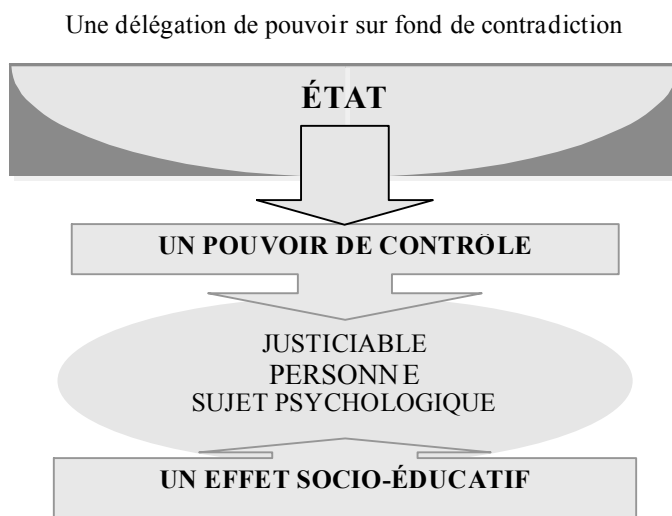 Une délégation de pouvoir sur fond de contradiction
ÉTAT
UN POUVOIR DE CONTRÔLE
JUSTICIABLE
PERSONNE
SUJET PSYCHOLOGIQUE
UN EFFET SOCIO-ÉDUCATIF